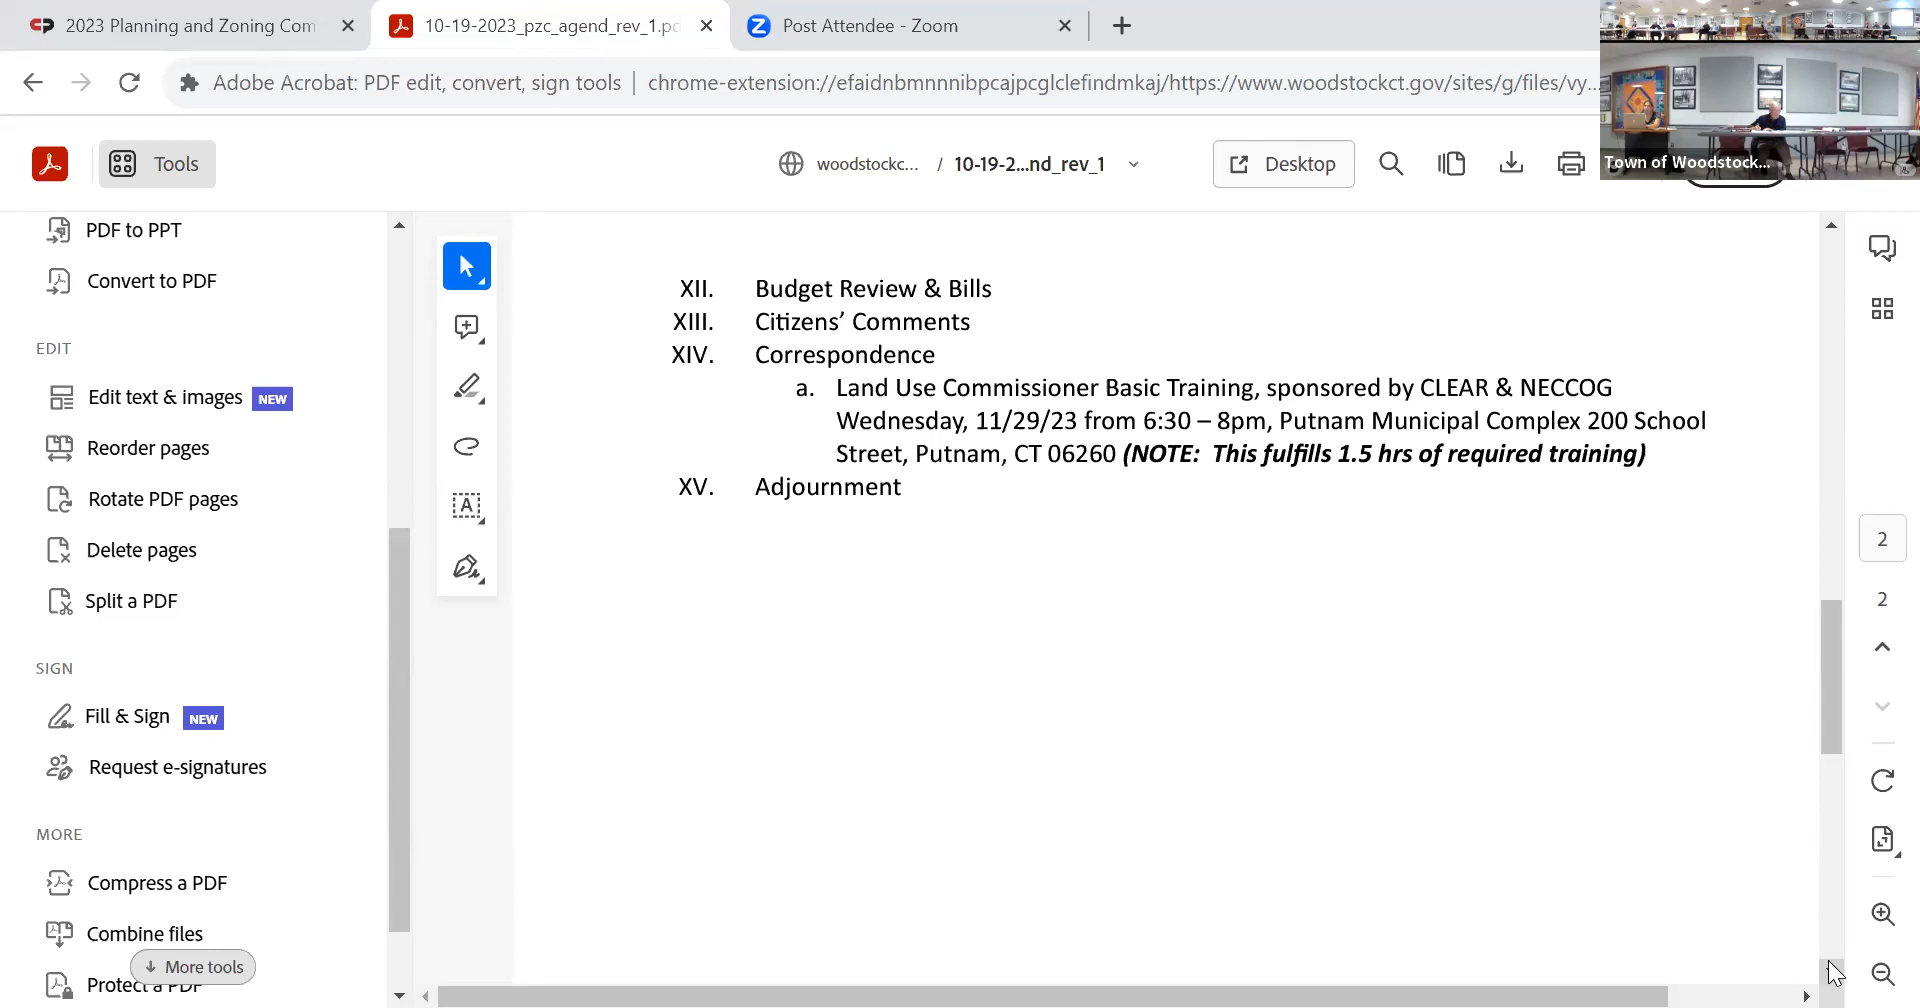 2023 Planning and Zoning Com
10-19-2023_pzc_agend_rev_1.pd
Post Attendee - Zoom
Adobe Acrobat: PDF edit, convert, sign tools | chrome-extension://efaidnbmnnnibpcajpcglclefindmkaj/https://www.woodstockct.gov/sites/g/files/vy...
Town of Woodstock...
Tools
woodstockc... / 10-19-2...nd_rev_1
Desktop
PDF to PPT
Convert to PDF
EDIT
Edit text & images NEW
Reorder pages
Rotate PDF pages
Delete pages
Split a PDF
SIGN
Fill & Sign NEW
Request e-signatures
MORE
Compress a PDF
Combine files
More tools
Protect a PDF
XII. Budget Review & Bills
XIII. Citizens’ Comments
XIV. Correspondence
a. Land Use Commissioner Basic Training, sponsored by CLEAR & NECCOG
Wednesday, 11/29/23 from 6:30 – 8pm, Putnam Municipal Complex 200 School
Street, Putnam, CT 06260 (NOTE: This fulfills 1.5 hrs of required training)
XV. Adjournment
2
2